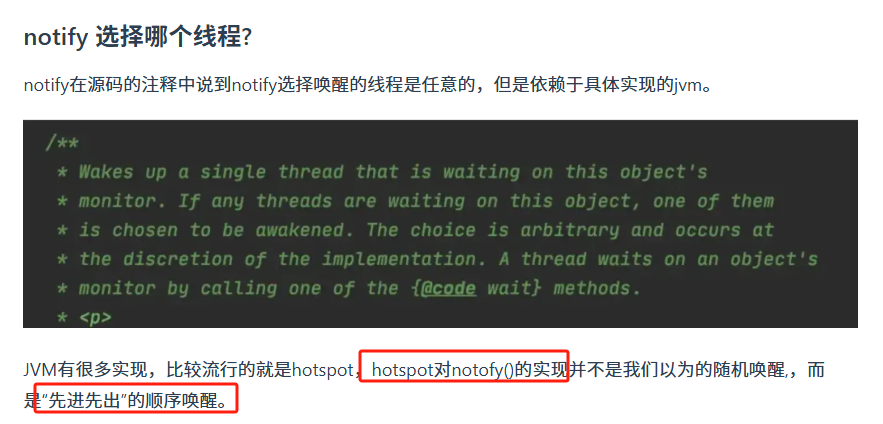 notify 选择哪个线程?
notify在源码的注释中说到notify选择唤醒的线程是任意的，但是依赖于具体实现的jvm。
/**
* Wakes up a single thread that is waiting on this object's
* monitor. If any threads are waiting on this object, one of them
* is chosen to be awakened. The choice is arbitrary and occurs at
* the discretion of the implementation. A thread waits on an object's
* monitor by calling one of the {@code wait} methods.
* <p>
JVM有很多实现，比较流行的就是hotspot，hotspot对notofy()的实现并不是我们以为的随机唤醒,，而
是“先进先出”的顺序唤醒。